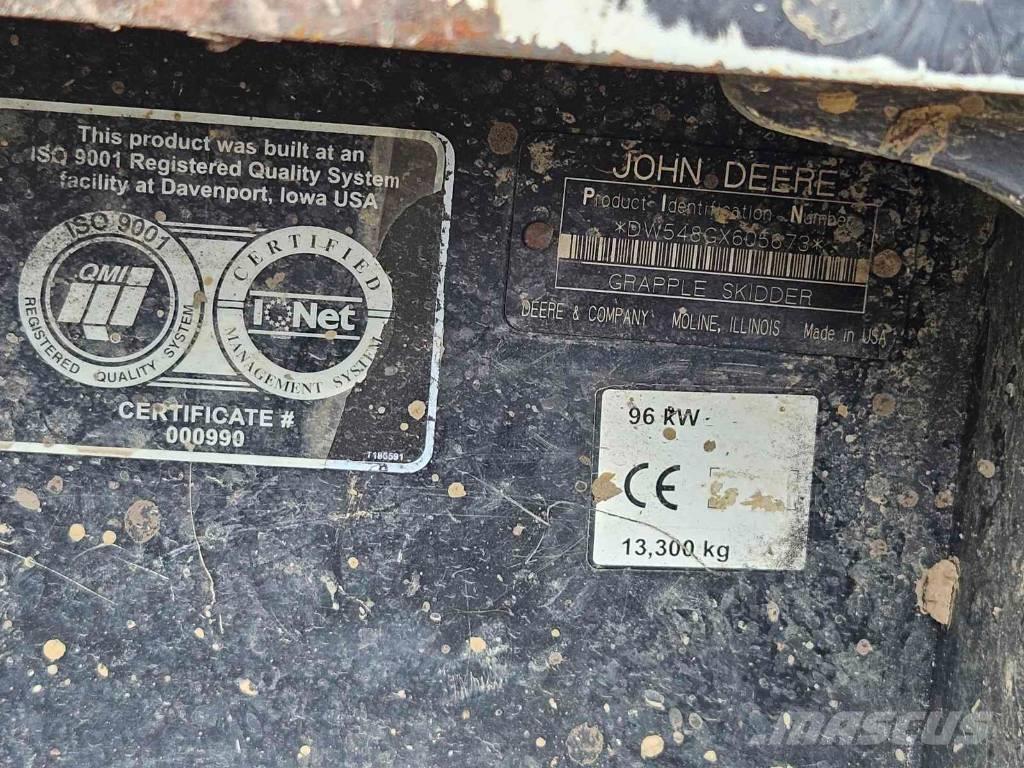 This product was built at an
ISO 9001 Registered Quality System
facility at Davenport, Iowa USA
ISO 9001
QMI
REGISTERED QUALITY SYSTEM
CERTIFIED
IQNet
MANAGEMENT SYSTEM
CERTIFICATE #
000990
T180591
JOHN DEERE
Product Identification Number
*DW548GX605673*
GRAPPLE SKIDDER
DEERE & COMPANY MOLINE, ILLINOIS Made in USA
96 KW
CE
13,300 kg
MASCUS